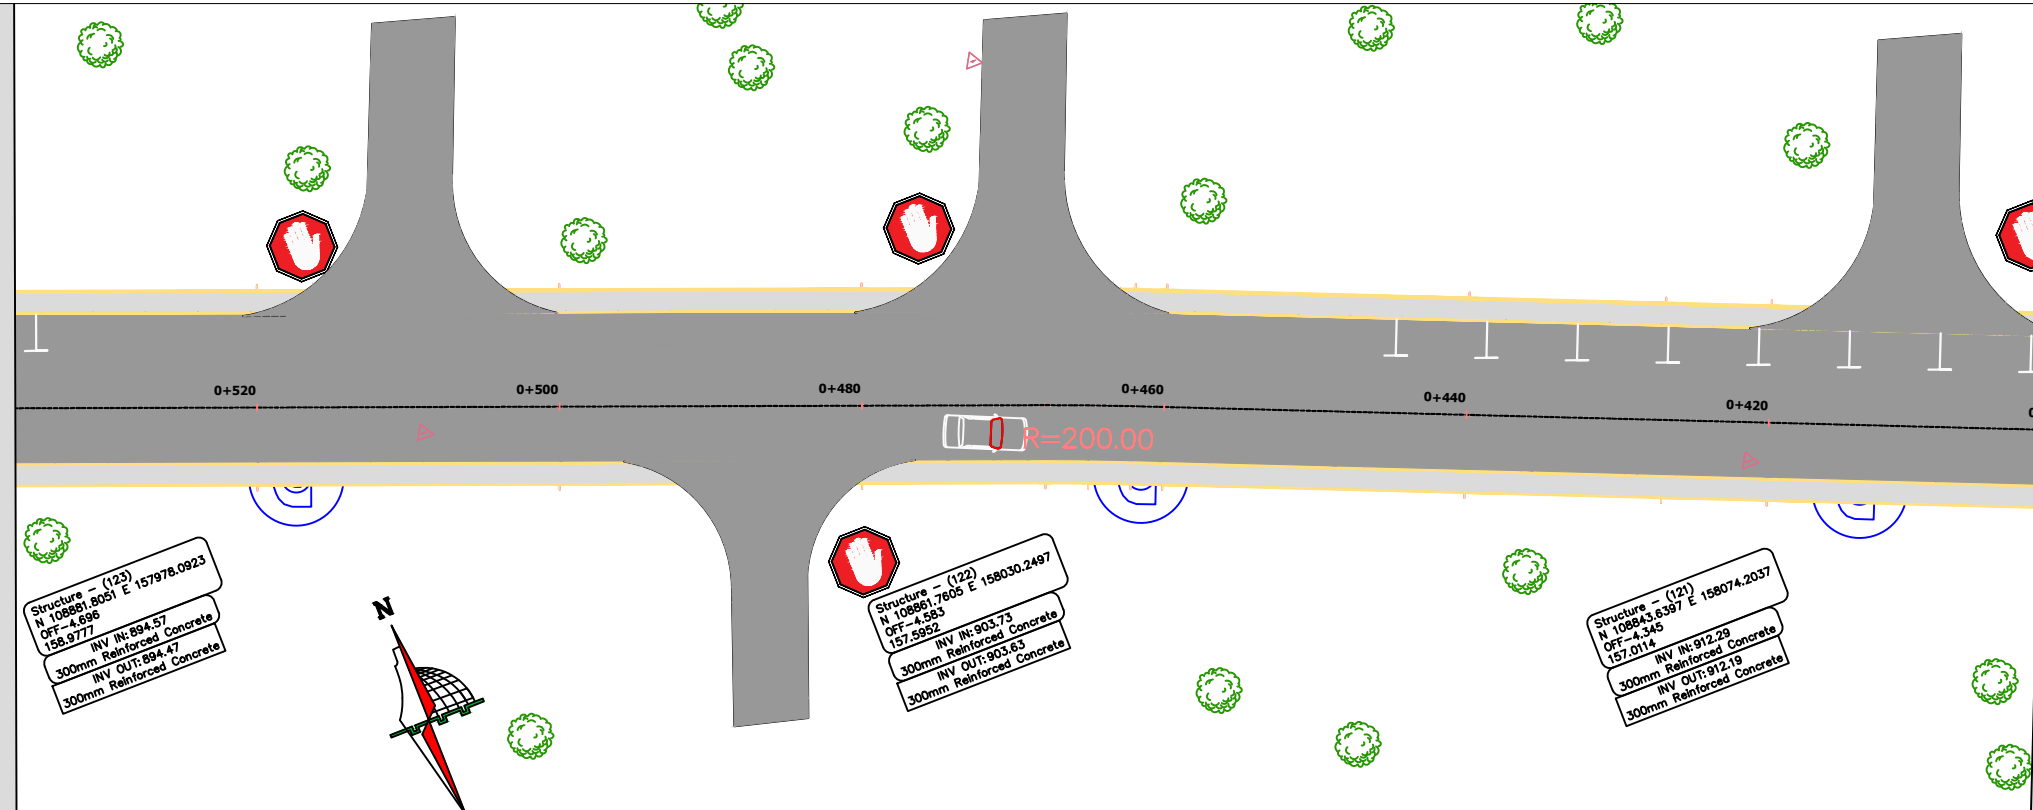 0+520
0+500
0+480
0+460
0+440
0+420
R=200.00
Structure - (123)
N 108881.8051 E 157978.0923
OFF-4.696
158.9777
INV IN:894.57
300mm Reinforced Concrete
INV OUT:894.47
300mm Reinforced Concrete
N
Structure - (122)
N 108861.7605 E 158030.2497
OFF-4.583
157.5952
INV IN:903.73
300mm Reinforced Concrete
INV OUT:903.63
300mm Reinforced Concrete
Structure - (121)
N 108843.6397 E 158074.2037
OFF-4.345
157.0114
INV IN:912.29
300mm Reinforced Concrete
INV OUT:912.19
300mm Reinforced Concrete